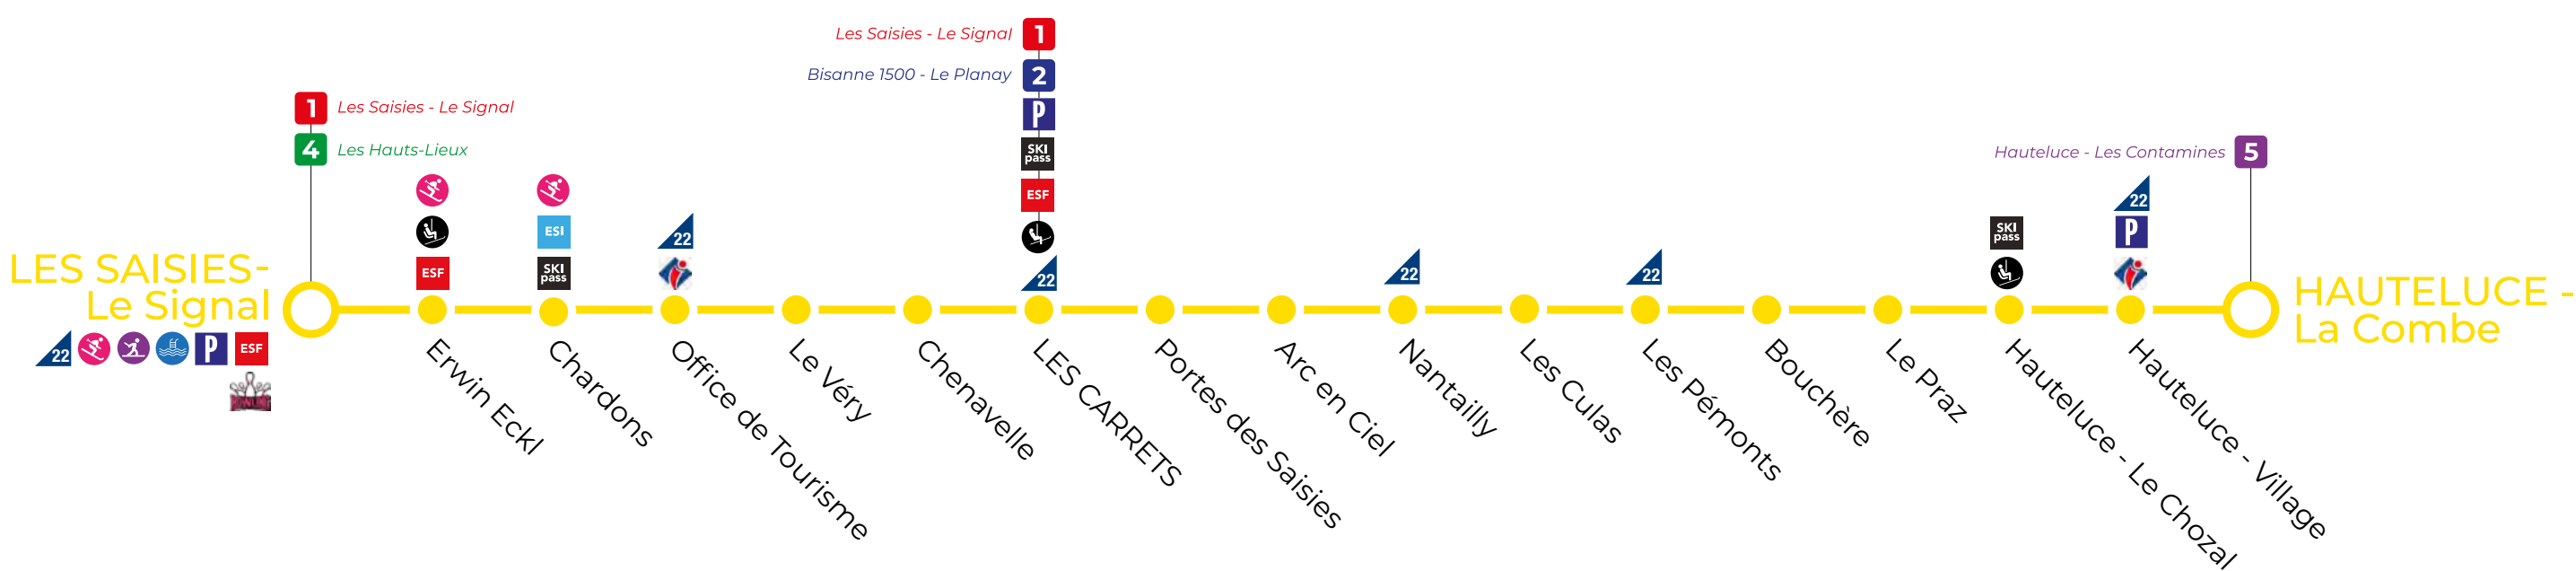 1 Les Saisies - Le Signal
4 Les Hauts-Lieux
Les Saisies - Le Signal 1
Bisanne 1500 - Le Planay 2
P
SKI
pass
ESF
22
Hauteluce - Les Contamines 5
LES SAISIES-
Le Signal
22 P ESF
BOWLING
ESF
ESI
SKI
pass
22
22
22
SKI
pass
22
P
HAUTELUCE -
La Combe
Erwin Eckl
Chardons
Office de Tourisme
Le Véry
Chenavelle
LES CARRETS
Portes des Saisies
Arc en Ciel
Nantailly
Les Culas
Les Pémonts
Bouchère
Le Praz
Hauteluce - Le Chozal
Hauteluce - Village